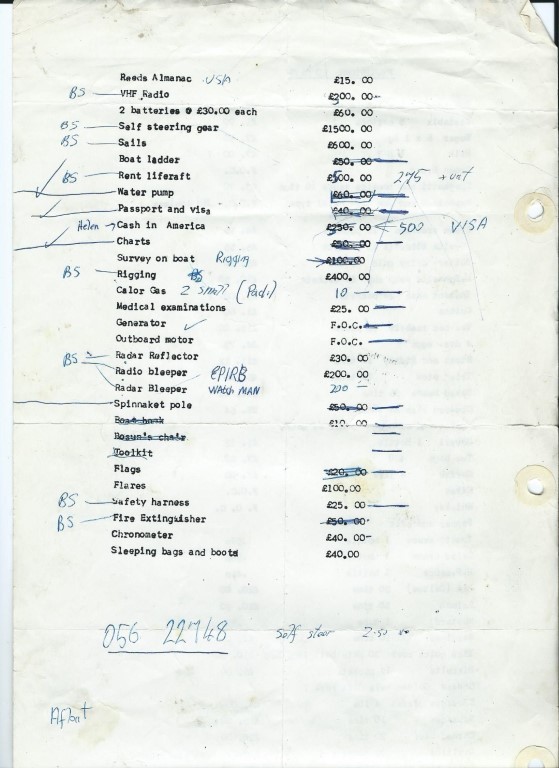 Reeds Almanac USA £15. 00
BS VHF Radio £300. 00
2 batteries @ £30.00 each £60. 00
BS Self steering gear £1500. 00
BS Sails £600. 00
Boat ladder £50. 00
BS Rent liferaft £500. 00 275 + vat
Water pump £60. 00
Passport and visa £40. 00
Helen Cash in America £250. 00 500 VISA
Charts £50. 00
Survey on boat Rigging £100.00
BS Rigging BS £400. 00
Calor Gas 2 small (Padi) 10
Medical examinations £25. 00
Generator F.O.C.
Outboard motor F.O.C.
BS Radar Reflector £30. 00
Radio bleeper EPIRB £200. 00
Radar Bleeper WATCH MAN 200
Spinnaket pole £50. 00
Boat hook £10. 00
Bosun's chair
Toolkit
Flags £20. 00
Flares £100.00
BS Safety harness £25. 00
BS Fire Extinguisher £50. 00
Chronometer £40. 00
Sleeping bags and boots £40.00
056 22748 Self steer
Afloat